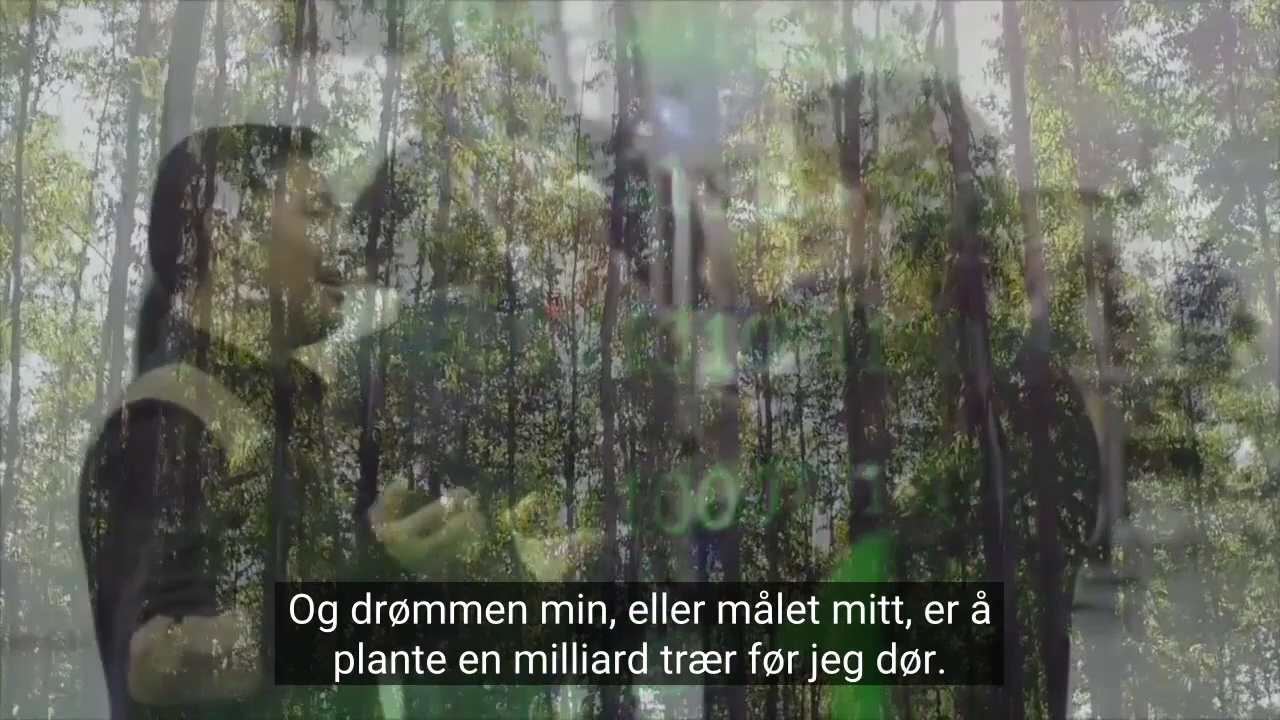 Og drømmen min, eller målet mitt, er å
plante en milliard trær før jeg dør.